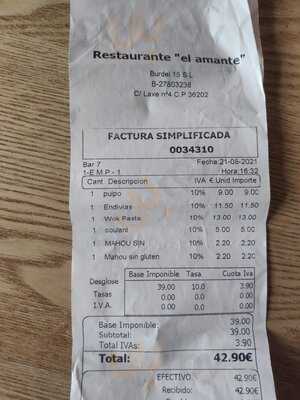 Restaurante "el amante"
Burdel 15 S.L
B-27803238
C/ Laxe nº4 C.P 36202
FACTURA SIMPLIFICADA
0034310
Bar 7 Fecha:21-08-2021
1-E M P - 1 Hora:16:32
Cant Descripcion IVA €.Unid Importe
1 pulpo 10% 9.00 9.00
1 Endivias 10% 11.50 11.50
1 Wok Pasta 10% 13.00 13.00
1 coulant 10% 5.00 5.00
1 MAHOU SIN 10% 2.20 2.20
1 Mahou sin gluten 10% 2.20 2.20
Base Imponible Tasa Cuota Iva
Desglose 39.00 10.0 3.90
Tasas 0.00 0.0 0.0
I.V.A. 0.00 0.0 0.0
Base Imponible: 39.00
Subtotal: 39.00
Total IVAs: 3.90
Total: 42.90€
EFECTIVO: 42.90€
Recibido: 42.90€